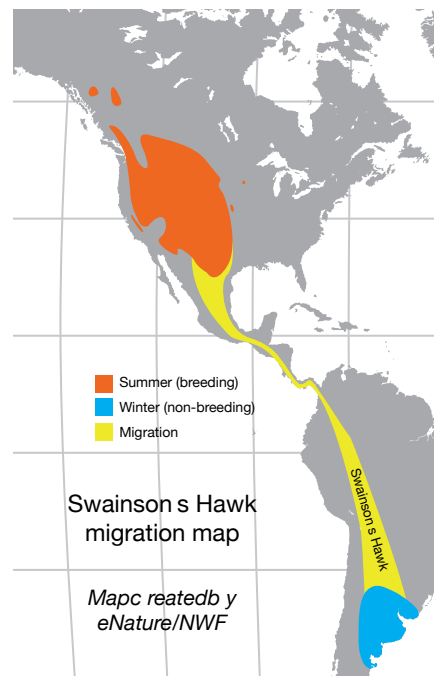 Summer (breeding)
Winter (non-breeding)
Migration
Swainson s Hawk
migration map
Swainson s Hawk
Mapc reatedb y
eNature/NWF